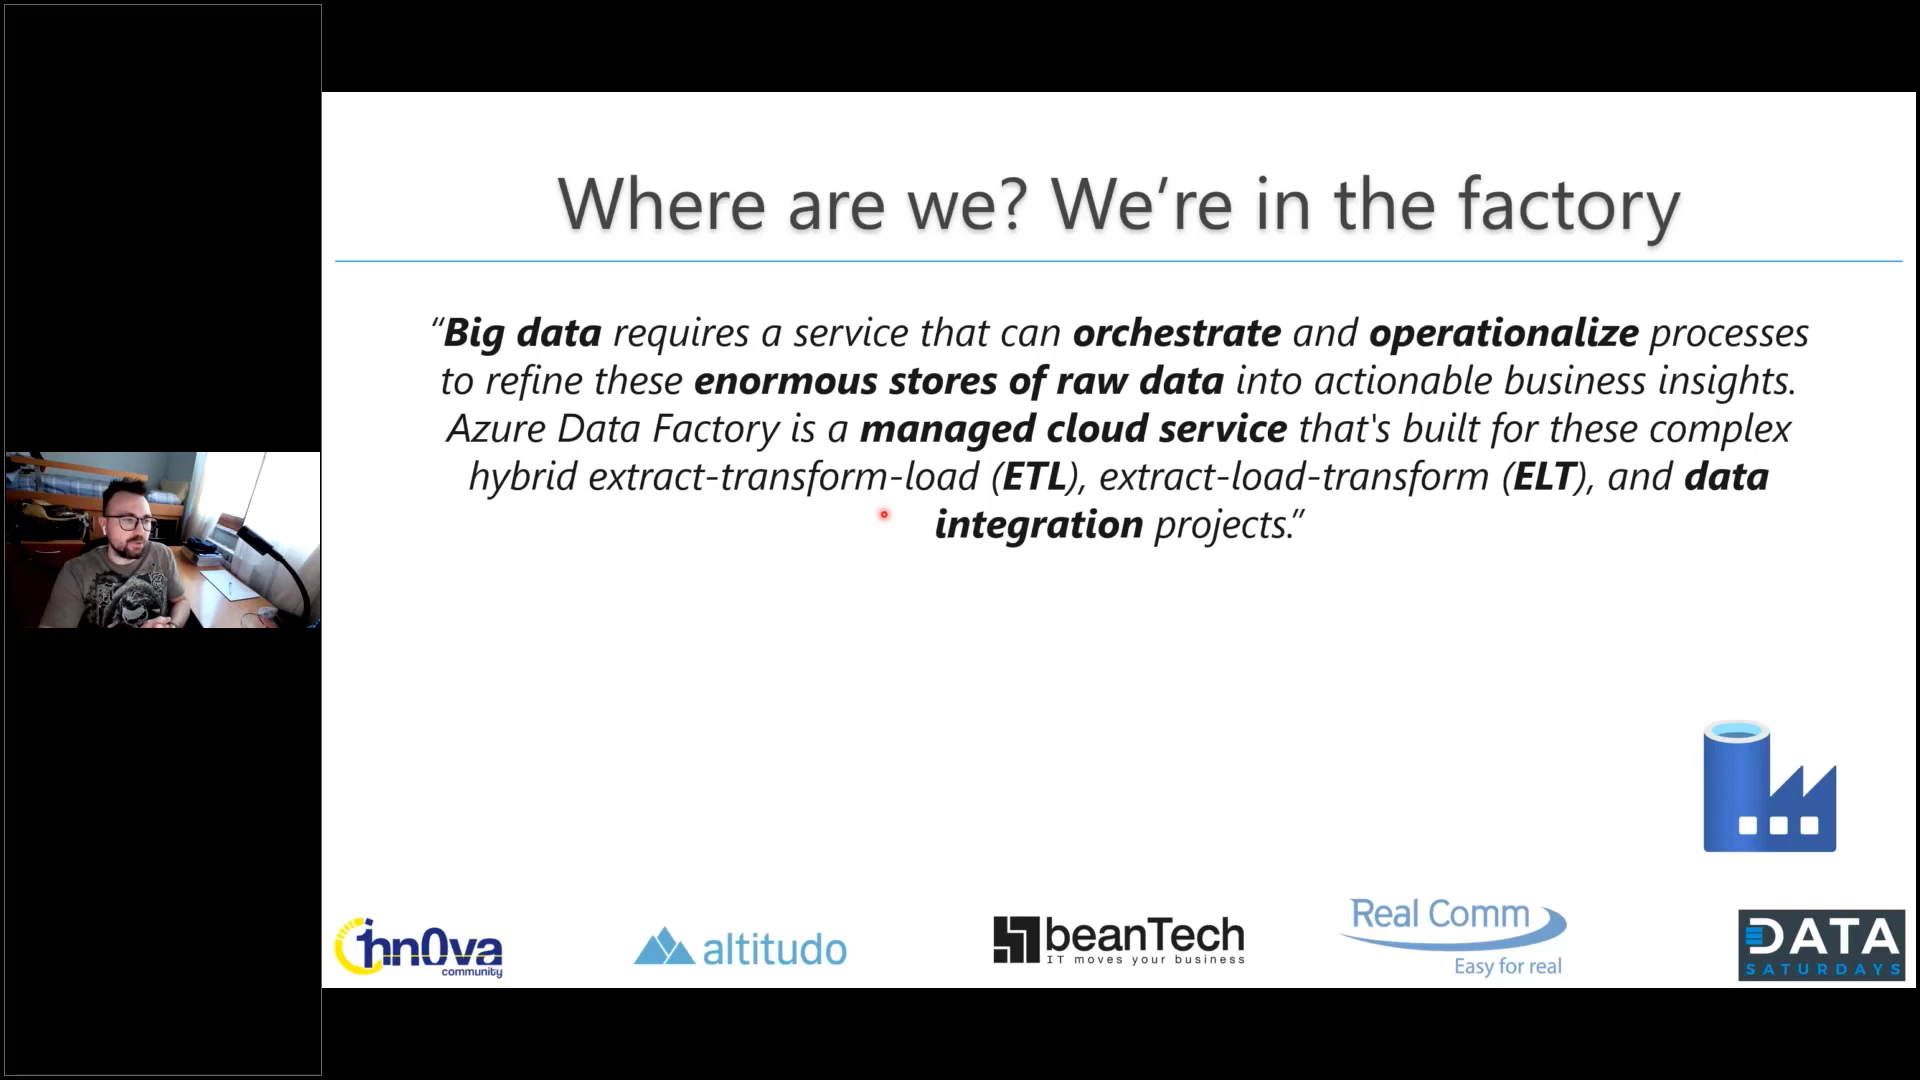 Where are we? We’re in the factory
“Big data requires a service that can orchestrate and operationalize processes
to refine these enormous stores of raw data into actionable business insights.
Azure Data Factory is a managed cloud service that's built for these complex
hybrid extract-transform-load (ETL), extract-load-transform (ELT), and data
integration projects.”
1nn0va
community
altitudo
beanTech
IT moves your business
Real Comm
Easy for real
DATA
SATURDAYS